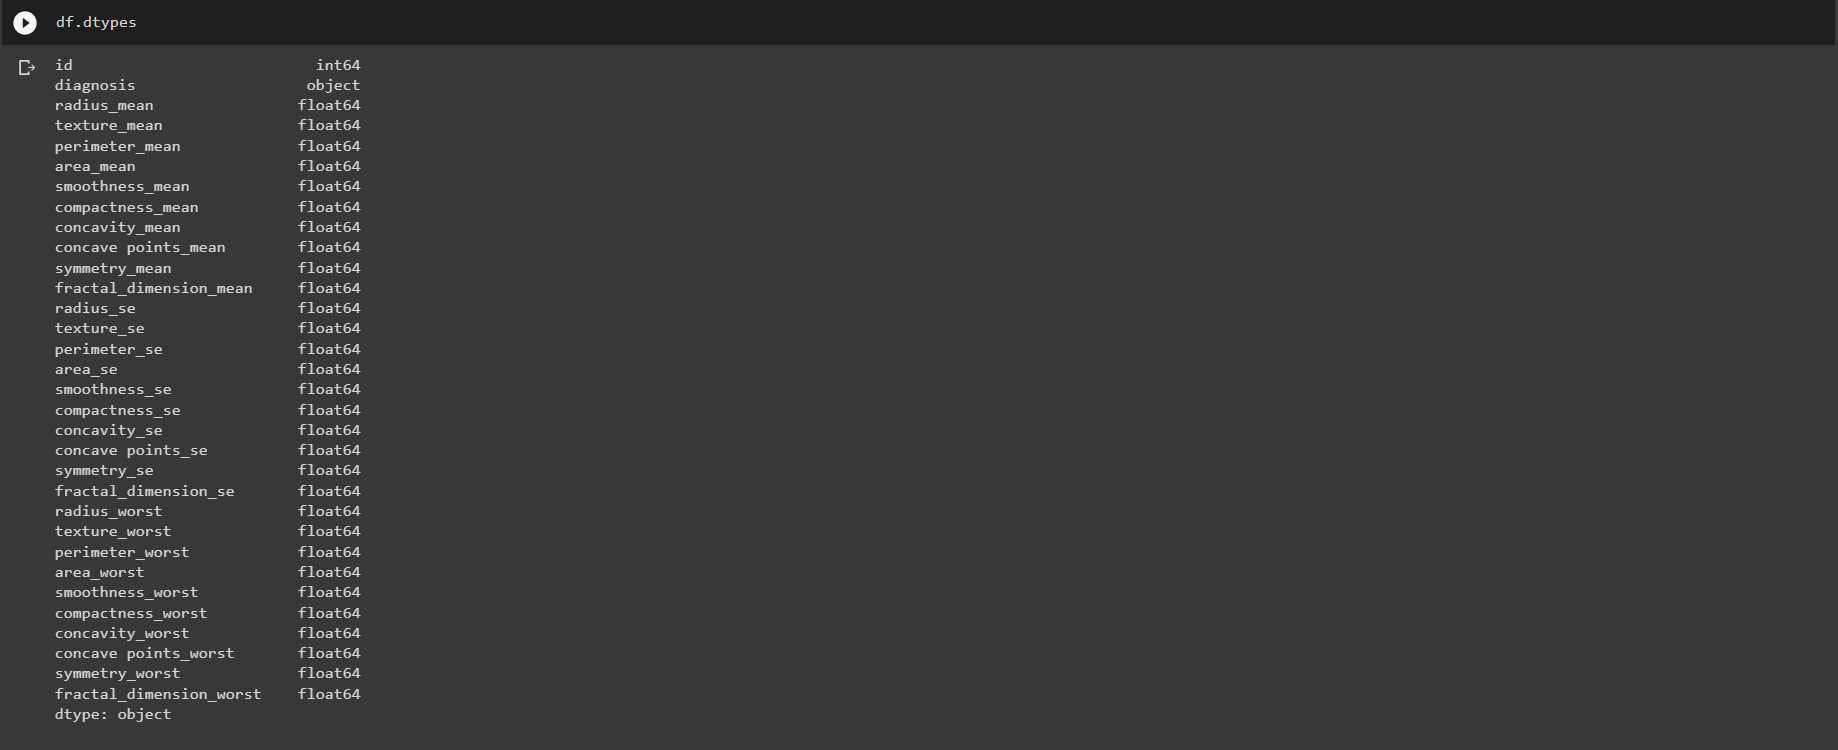 df.dtypes
id int64
diagnosis object
radius_mean float64
texture_mean float64
perimeter_mean float64
area_mean float64
smoothness_mean float64
compactness_mean float64
concavity_mean float64
concave points_mean float64
symmetry_mean float64
fractal_dimension_mean float64
radius_se float64
texture_se float64
perimeter_se float64
area_se float64
smoothness_se float64
compactness_se float64
concavity_se float64
concave points_se float64
symmetry_se float64
fractal_dimension_se float64
radius_worst float64
texture_worst float64
perimeter_worst float64
area_worst float64
smoothness_worst float64
compactness_worst float64
concavity_worst float64
concave points_worst float64
symmetry_worst float64
fractal_dimension_worst float64
dtype: object